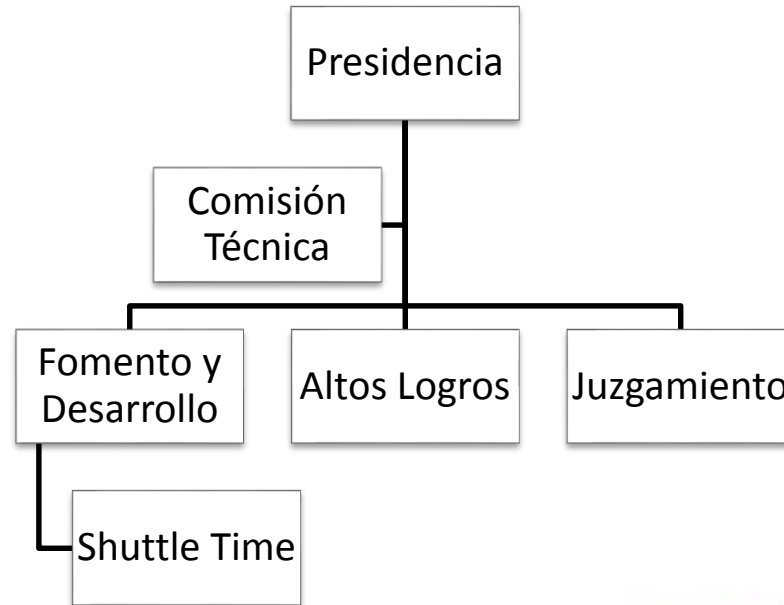 Presidencia
Comisión
Técnica
Fomento y
Desarrollo
Altos Logros
Juzgamiento
Shuttle Time